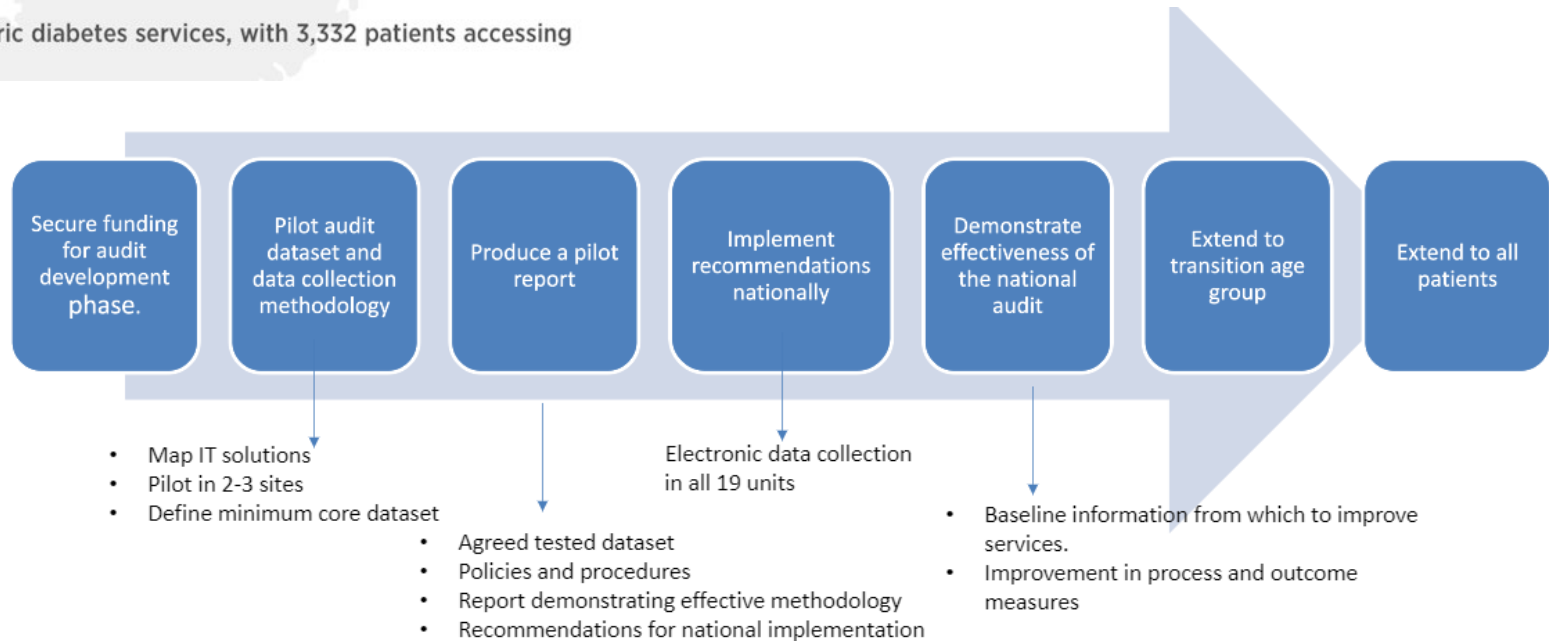 ric diabetes services, with 3,332 patients accessing
Secure funding
for audit
development
phase.
Pilot audit
dataset and
data collection
methodology
Produce a pilot
report
Implement
recommendations
nationally
Demonstrate
effectiveness of
the national
audit
Extend to
transition age
group
Extend to all
patients
• Map IT solutions
• Pilot in 2-3 sites
• Define minimum core dataset
• Agreed tested dataset
• Policies and procedures
• Report demonstrating effective methodology
• Recommendations for national implementation
Electronic data collection
in all 19 units
• Baseline information from which to improve
services.
• Improvement in process and outcome
measures